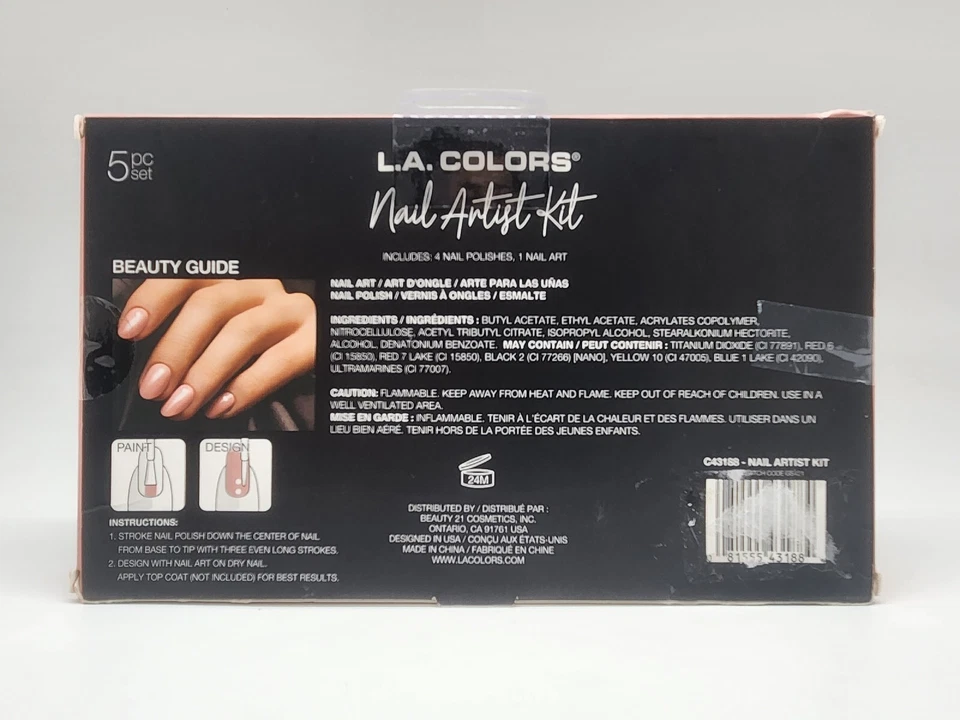 5 pc
set
L.A. COLORS®
Nail Artist Kit
INCLUDES: 4 NAIL POLISHES, 1 NAIL ART
BEAUTY GUIDE
NAIL ART / ART D'ONGLE / ARTE PARA LAS UÑAS
NAIL POLISH / VERNIS À ONGLES / ESMALTE
INGREDIENTS / INGRÉDIENTS : BUTYL ACETATE, ETHYL ACETATE, ACRYLATES COPOLYMER,
NITROCELLULOSE, ACETYL TRIBUTYL CITRATE, ISOPROPYL ALCOHOL, STEARALKONIUM HECTORITE,
ALCOHOL, DENATONIUM BENZOATE. MAY CONTAIN / PEUT CONTENIR : TITANIUM DIOXIDE (CI 77891), RED 6
(CI 15850), RED 7 LAKE (CI 15850), BLACK 2 (CI 77266) [NANO], YELLOW 10 (CI 47005), BLUE 1 LAKE (CI 42090),
ULTRAMARINES (CI 77007).
CAUTION: FLAMMABLE. KEEP AWAY FROM HEAT AND FLAME. KEEP OUT OF REACH OF CHILDREN. USE IN A
WELL VENTILATED AREA.
MISE EN GARDE : INFLAMMABLE. TENIR À L'ÉCART DE LA CHALEUR ET DES FLAMMES. UTILISER DANS UN
LIEU BIEN AÉRÉ. TENIR HORS DE LA PORTÉE DES JEUNES ENFANTS.
PAINT
DESIGN
INSTRUCTIONS:
1. STROKE NAIL POLISH DOWN THE CENTER OF NAIL
FROM BASE TO TIP WITH THREE EVEN LONG STROKES.
2. DESIGN WITH NAIL ART ON DRY NAIL.
APPLY TOP COAT (NOT INCLUDED) FOR BEST RESULTS.
24M
DISTRIBUTED BY / DISTRIBUÉ PAR :
BEAUTY 21 COSMETICS, INC.
ONTARIO, CA 91761 USA
DESIGNED IN USA / CONÇU AUX ÉTATS-UNIS
MADE IN CHINA / FABRIQUÉ EN CHINE
WWW.LACOLORS.COM
C43188 - NAIL ARTIST KIT
BATCH CODE
81555 43188